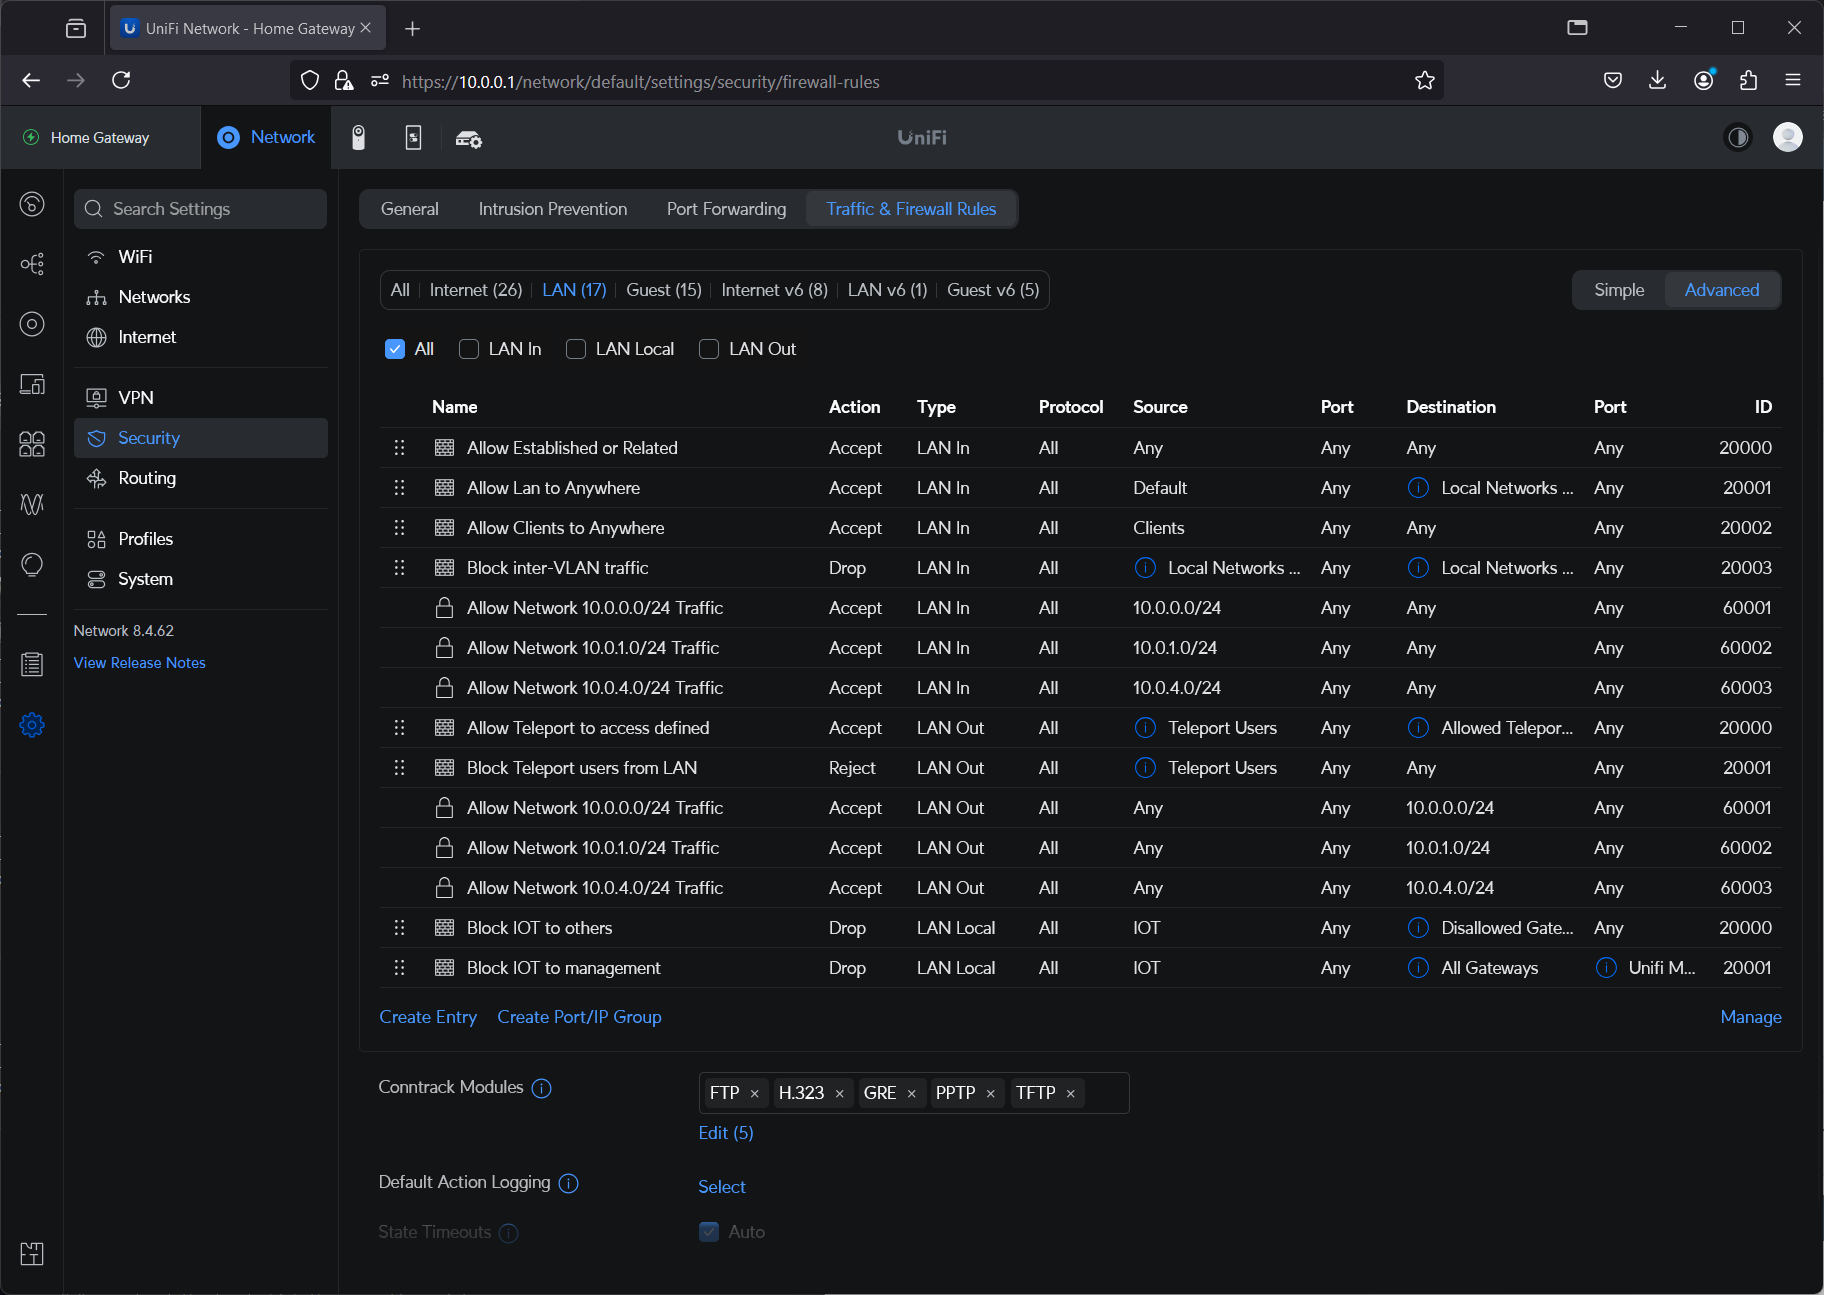 UniFi Network - Home Gateway
https://10.0.0.1/network/default/settings/security/firewall-rules
Home Gateway
Network
UniFi
Search Settings
WiFi
Networks
Internet
VPN
Security
Routing
Profiles
System
Network 8.4.62
View Release Notes
General Intrusion Prevention Port Forwarding Traffic & Firewall Rules
All Internet (26) LAN (17) Guest (15) Internet v6 (8) LAN v6 (1) Guest v6 (5)
Simple Advanced
All LAN In LAN Local LAN Out
Name Action Type Protocol Source Port Destination Port ID
Allow Established or Related Accept LAN In All Any Any Any Any 20000
Allow Lan to Anywhere Accept LAN In All Default Any Local Networks ... Any 20001
Allow Clients to Anywhere Accept LAN In All Clients Any Any Any 20002
Block inter-VLAN traffic Drop LAN In All Local Networks ... Any Local Networks ... Any 20003
Allow Network 10.0.0.0/24 Traffic Accept LAN In All 10.0.0.0/24 Any Any Any 60001
Allow Network 10.0.1.0/24 Traffic Accept LAN In All 10.0.1.0/24 Any Any Any 60002
Allow Network 10.0.4.0/24 Traffic Accept LAN In All 10.0.4.0/24 Any Any Any 60003
Allow Teleport to access defined Accept LAN Out All Teleport Users Any Allowed Telepor... Any 20000
Block Teleport users from LAN Reject LAN Out All Teleport Users Any Any Any 20001
Allow Network 10.0.0.0/24 Traffic Accept LAN Out All Any Any 10.0.0.0/24 Any 60001
Allow Network 10.0.1.0/24 Traffic Accept LAN Out All Any Any 10.0.1.0/24 Any 60002
Allow Network 10.0.4.0/24 Traffic Accept LAN Out All Any Any 10.0.4.0/24 Any 60003
Block IOT to others Drop LAN Local All IOT Any Disallowed Gate... Any 20000
Block IOT to management Drop LAN Local All IOT Any All Gateways Unifi M... 20001
Create Entry Create Port/IP Group Manage
Conntrack Modules FTP × H.323 × GRE × PPTP × TFTP ×
Edit (5)
Default Action Logging Select
State Timeouts Auto